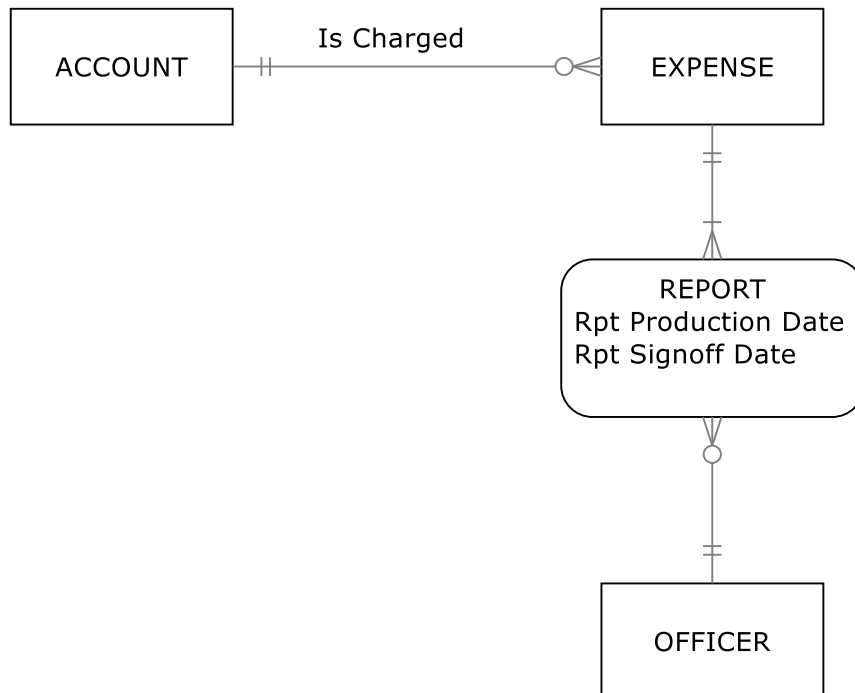 Is Charged
ACCOUNT
EXPENSE
REPORT
Rpt Production Date
Rpt Signoff Date
OFFICER